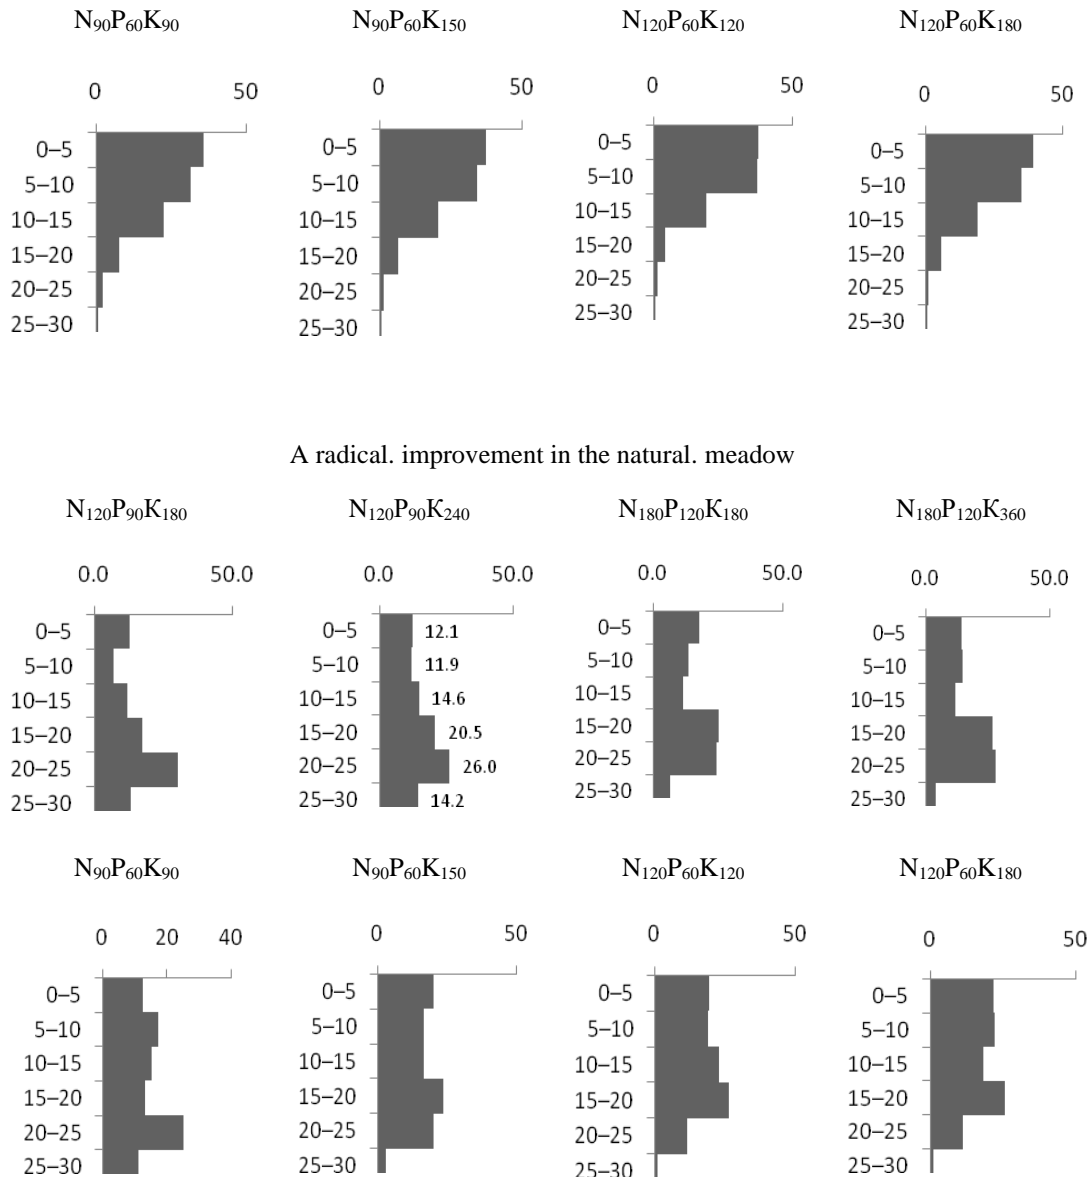 N90P60K90 N90P60K150 N120P60K120 N120P60K180
0 50 0 50 0 50 0 50
0–5 0–5 0–5 0–5
5–10 5–10 5–10 5–10
10–15 10–15 10–15 10–15
15–20 15–20 15–20 15–20
20–25 20–25 20–25 20–25
25–30 25–30 25–30 25–30
A radical. improvement in the natural. meadow
N120P90K180 N120P90K240 N180P120K180 N180P120K360
0.0 50.0 0.0 50.0 0.0 50.0 0.0 50.0
0–5 0–5 12.1 0–5 0–5
5–10 5–10 11.9 5–10 5–10
10–15 10–15 14.6 10–15 10–15
15–20 15–20 20.5 15–20 15–20
20–25 20–25 26.0 20–25 20–25
25–30 25–30 14.2 25–30 25–30
N90P60K90 N90P60K150 N120P60K120 N120P60K180
0 20 40 0 50 0 50 0 50
0–5 0–5 0–5 0–5
5–10 5–10 5–10 5–10
10–15 10–15 10–15 10–15
15–20 15–20 15–20 15–20
20–25 20–25 20–25 20–25
25–30 25–30 25–30 25–30